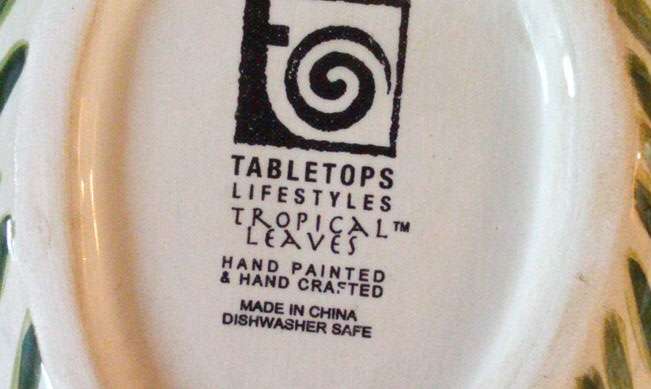 TABLETOPS
LIFESTYLES
TROPICAL™
LEAVES
HAND PAINTED
& HAND CRAFTED
MADE IN CHINA
DISHWASHER SAFE